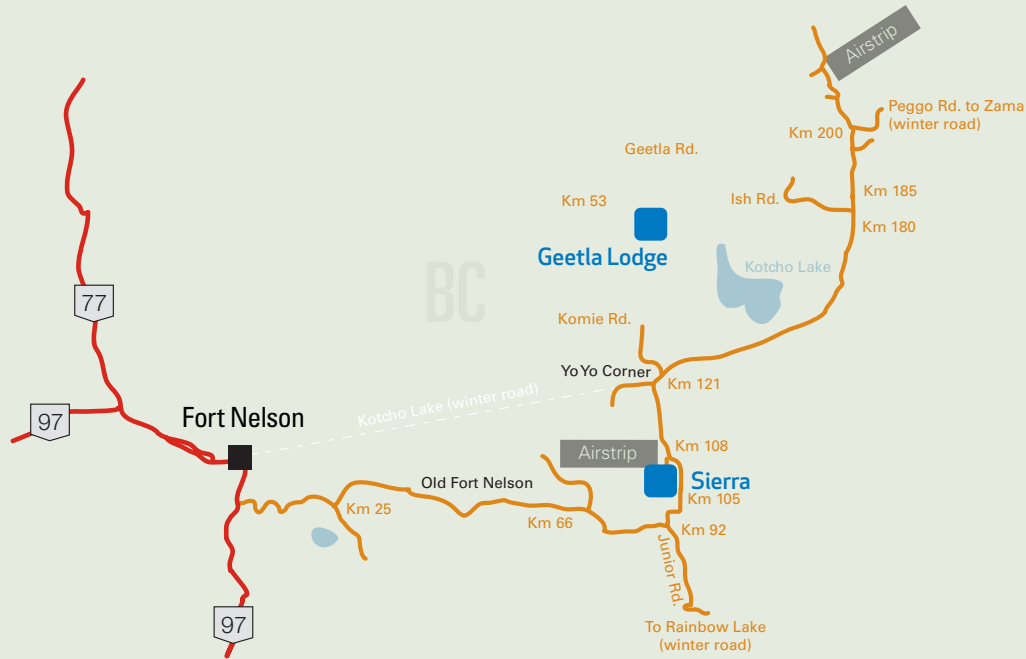 Airstrip
Peggo Rd. to Zama
(winter road)
Km 200
Geetla Rd.
Km 185
Ish Rd.
Km 53
Km 180
Geetla Lodge
Kotcho Lake
BC
77
Komie Rd.
YoYo Corner
Km 121
Kotcho Lake (winter road)
97
Fort Nelson
Km 108
Airstrip
Sierra
Old Fort Nelson
Km 105
Km 25
Km 66
Km 92
Junior Rd.
97
To Rainbow Lake
(winter road)